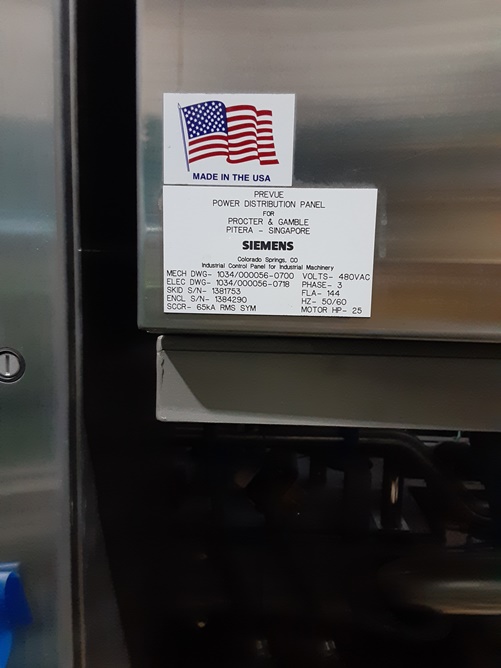 MADE IN THE USA
PREVUE
POWER DISTRIBUTION PANEL
FOR
PROCTER & GAMBLE
PITERA - SINGAPORE
SIEMENS
Colorado Springs, CO
Industrial Control Panel for Industrial Machinery
MECH DWG- 1034/000056-0700 VOLTS- 480VAC
ELEC DWG- 1034/000056-0718 PHASE- 3
SKID S/N- 1381753 FLA- 144
ENCL S/N- 1384290 HZ- 50/60
SCCR- 65kA RMS SYM MOTOR HP- 25